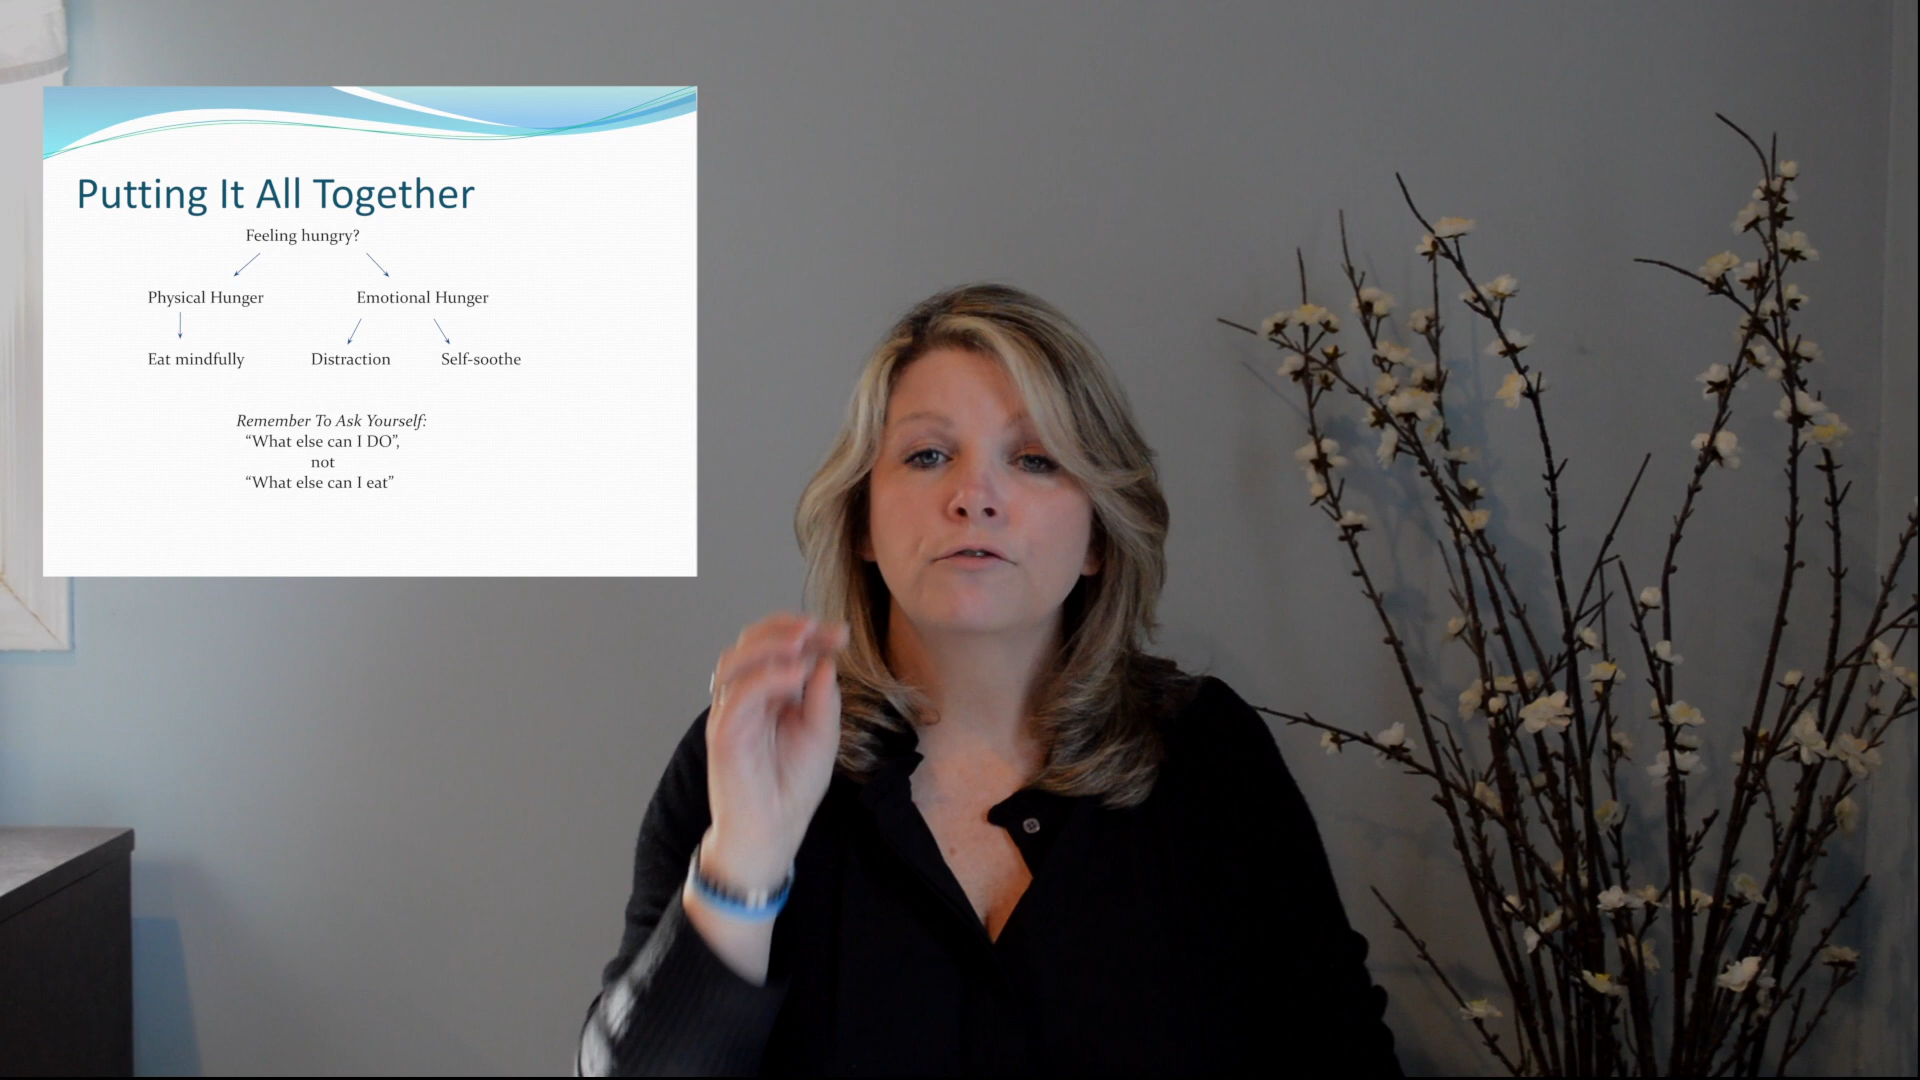 Putting It All Together
Feeling hungry?
Physical Hunger Emotional Hunger
Eat mindfully Distraction Self-soothe
Remember To Ask Yourself:
“What else can I DO”,
not
“What else can I eat”